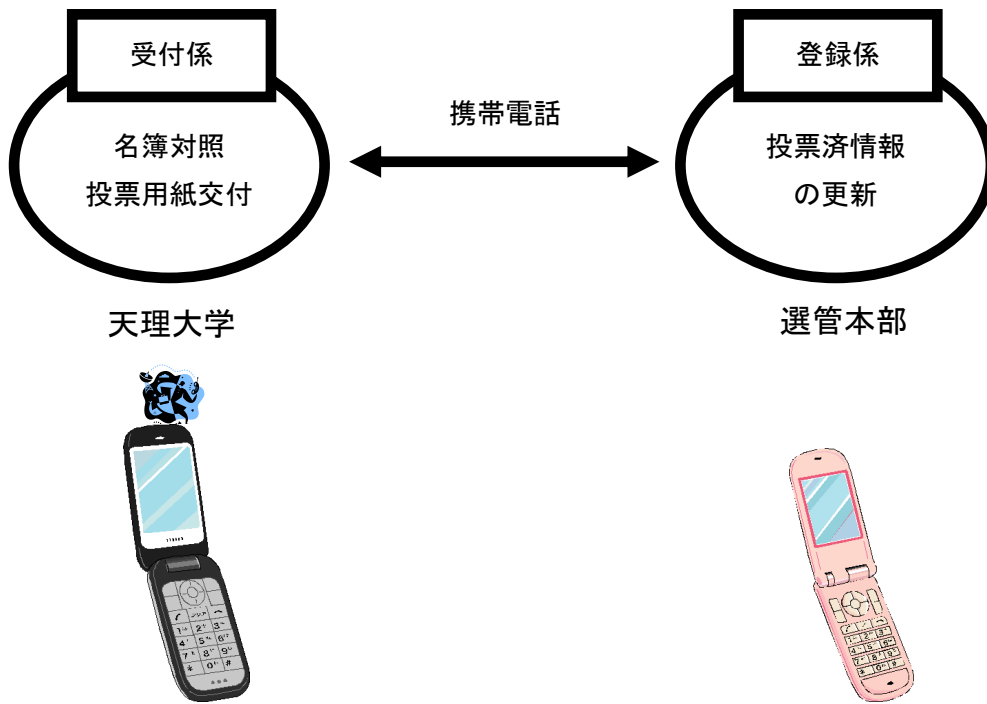 受付係
登録係
携帯電話
名簿対照
投票用紙交付
投票済情報
の更新
天理大学
選管本部